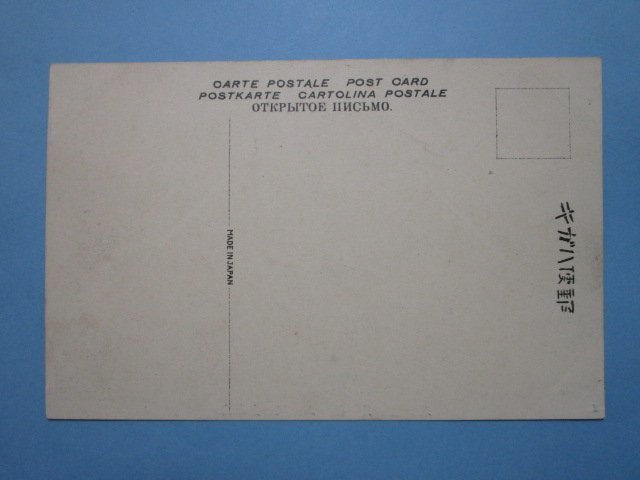 CARTE POSTALE POST CARD
POSTKARTE CARTOLINA POSTALE
ОТКРЫТОЕ ПИСЬМО.
MADE IN JAPAN
キガハ便郵